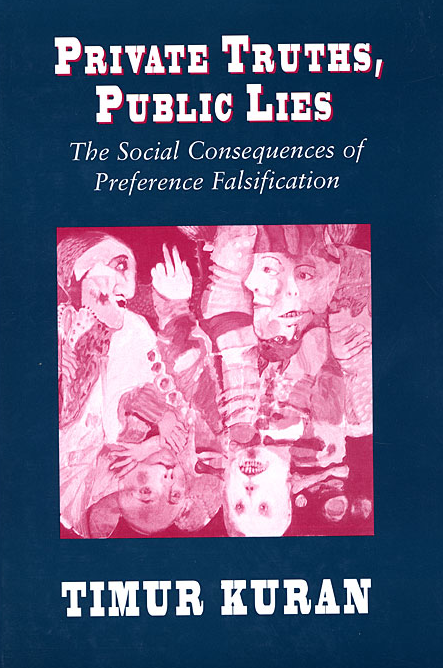 PRIVATE TRUTHS,
PUBLIC LIES
The Social Consequences of
Preference Falsification
TIMUR KURAN